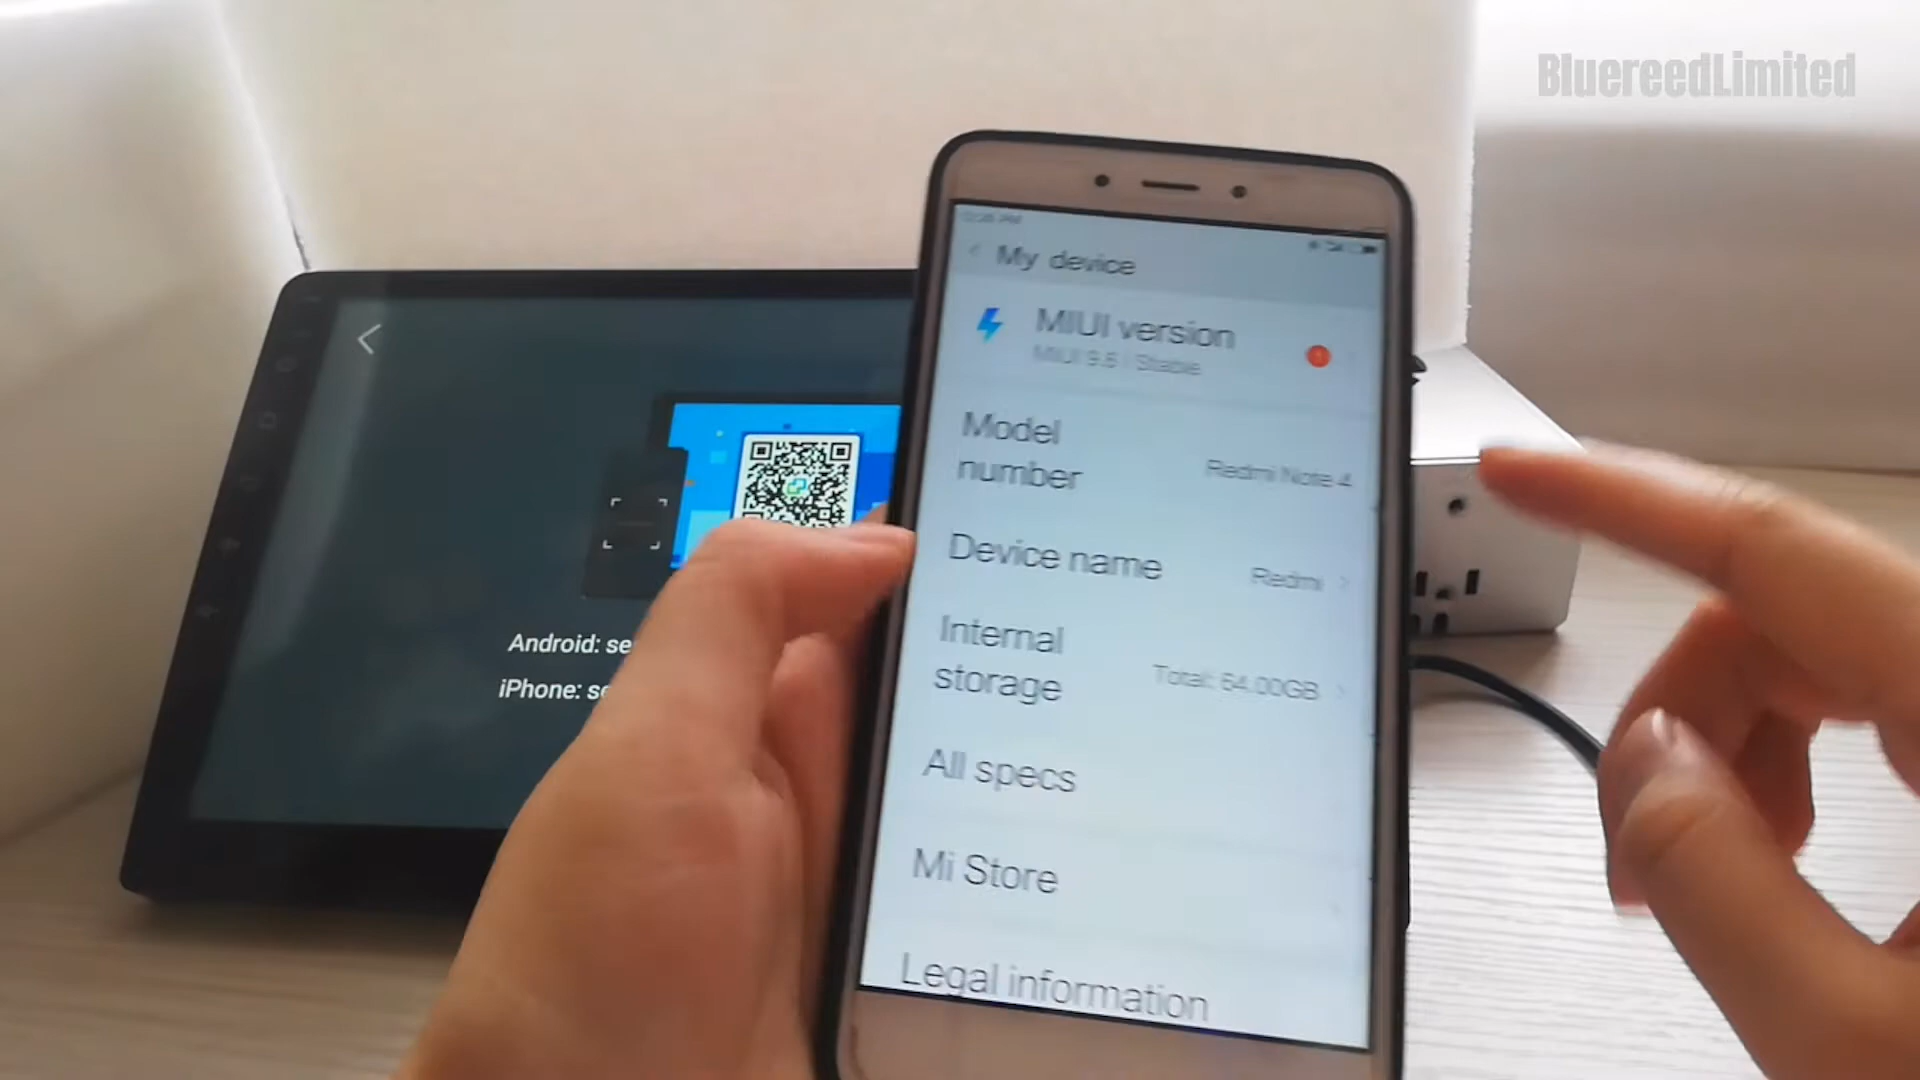 BluereedLimited
My device
MIUI version
MIUI 9.6 | Stable
Model number
Redmi Note 4
Device name
Redmi
Internal storage
Total: 64.00GB
All specs
Mi Store
Legal information
Android: se
iPhone: se